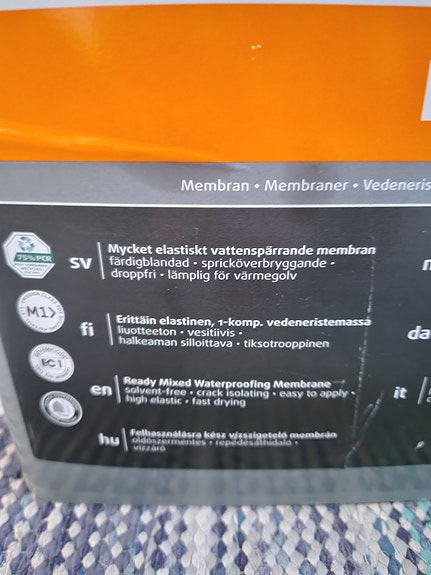 Membran • Membraner • Vedeneris
75% PCR
sv
Mycket elastiskt vattenspärrande membran
färdigblandad • spricköverbryggande •
droppfri • lämplig för värmegolv
M1
fi
Erittäin elastinen, 1-komp. vedeneristemassa
liuotteeton • vesitiivis •
halkeaman silloittava • tiksotrooppinen
da
EC1
en
Ready Mixed Waterproofing Membrane
solvent-free • crack isolating • easy to apply •
high elastic • fast drying
it
hu
Felhasználásra kész vízszigetelő membrán
oldószermentes • repedésáthidaló •
vízzáró